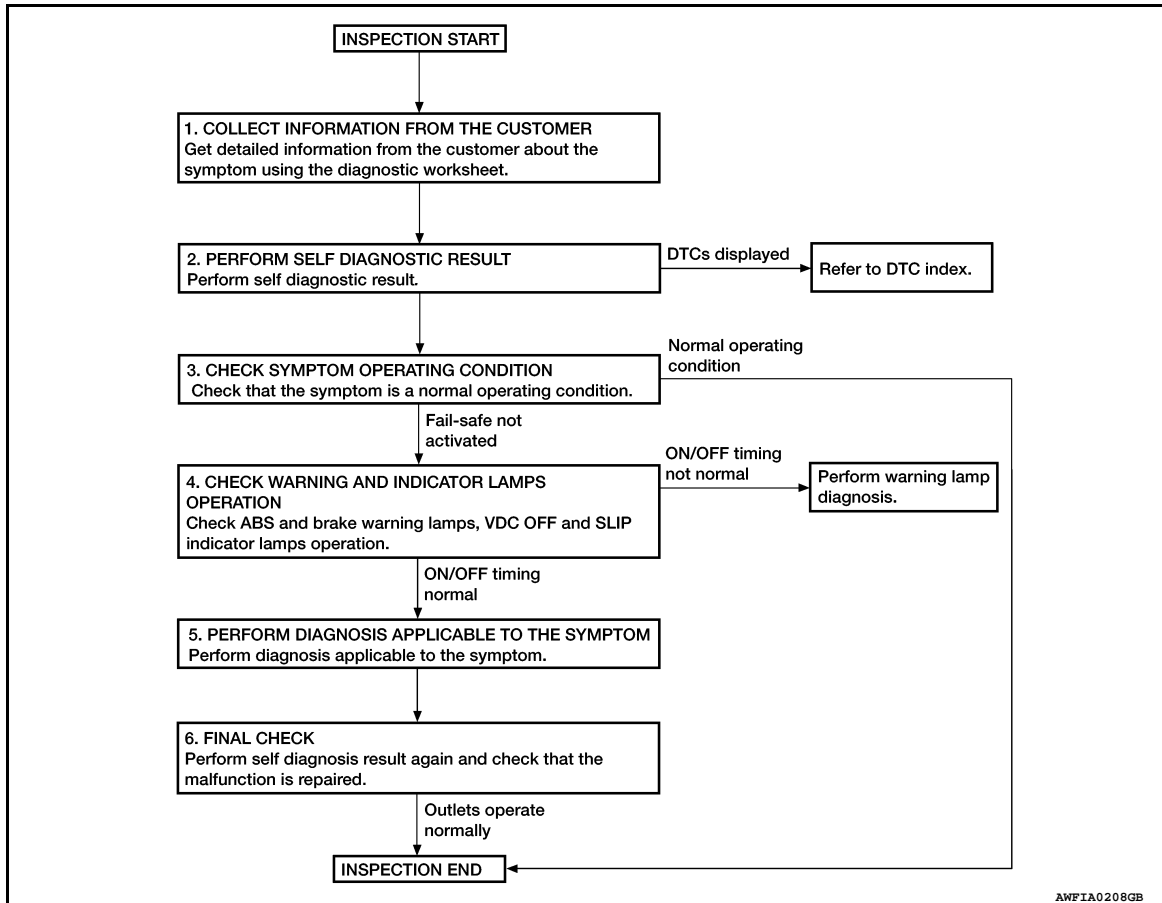 INSPECTION START
1. COLLECT INFORMATION FROM THE CUSTOMER
Get detailed information from the customer about the
symptom using the diagnostic worksheet.
2. PERFORM SELF DIAGNOSTIC RESULT
Perform self diagnostic result.
DTCs displayed
Refer to DTC index.
3. CHECK SYMPTOM OPERATING CONDITION
Check that the symptom is a normal operating condition.
Normal operating
condition
Fail-safe not
activated
4. CHECK WARNING AND INDICATOR LAMPS
OPERATION
Check ABS and brake warning lamps, VDC OFF and SLIP
indicator lamps operation.
ON/OFF timing
not normal
Perform warning lamp
diagnosis.
ON/OFF timing
normal
5. PERFORM DIAGNOSIS APPLICABLE TO THE SYMPTOM
Perform diagnosis applicable to the symptom.
6. FINAL CHECK
Perform self diagnosis result again and check that the
malfunction is repaired.
Outlets operate
normally
INSPECTION END
AWFIA0208GB